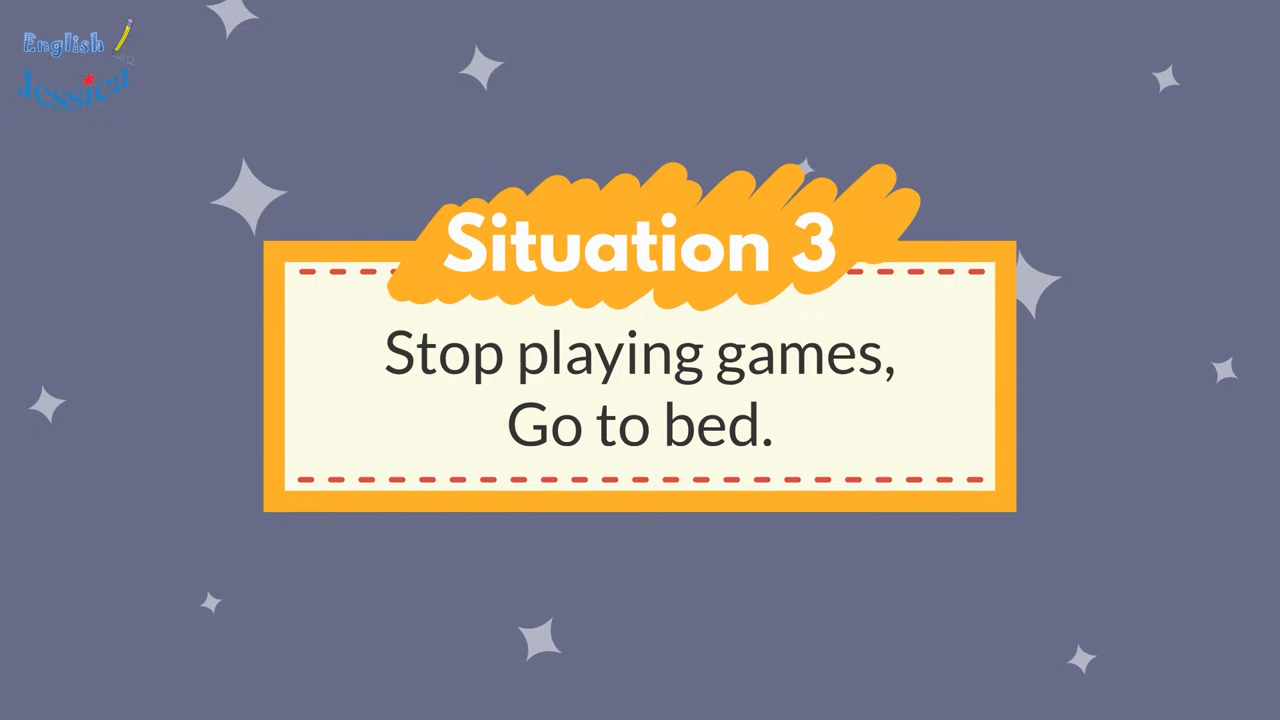 English
Jessica
Situation 3
Stop playing games,
Go to bed.